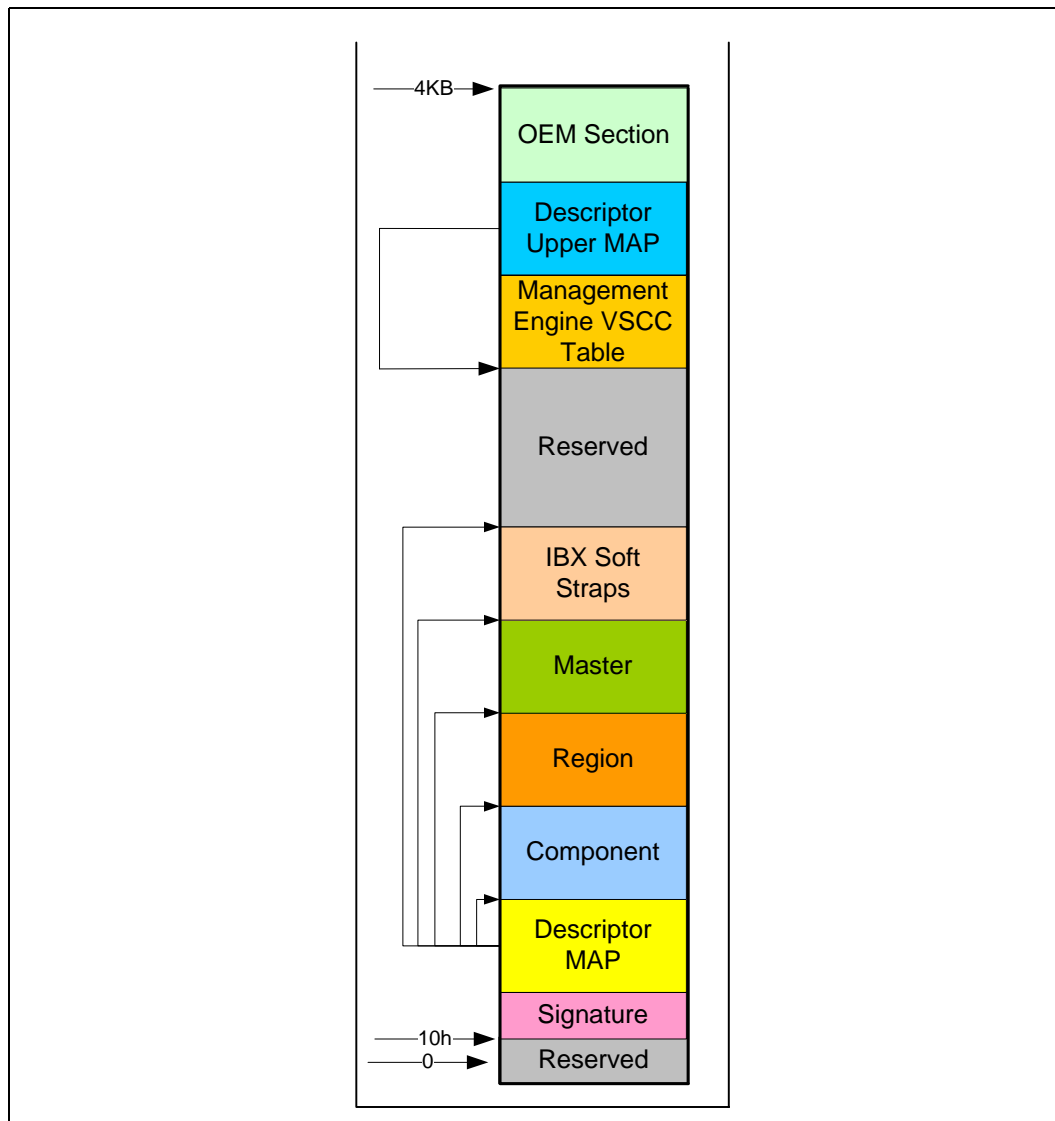 4KB
OEM Section
Descriptor
Upper MAP
Management
Engine VSCC
Table
Reserved
IBX Soft
Straps
Master
Region
Component
Descriptor
MAP
Signature
10h
0
Reserved